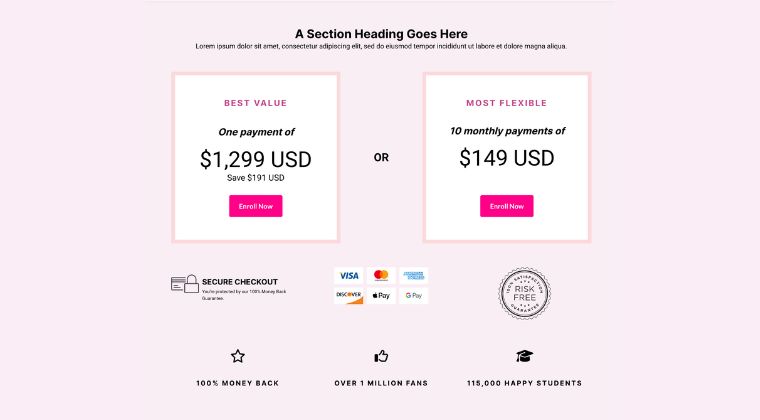 A Section Heading Goes Here
Lorem ipsum dolor sit amet, consectetur adipiscing elit, sed do eiusmod tempor incididunt ut labore et dolore magna aliqua.
BEST VALUE
One payment of
$1,299 USD
Save $191 USD
Enroll Now
OR
MOST FLEXIBLE
10 monthly payments of
$149 USD
Enroll Now
SECURE CHECKOUT
You're protected by our 100% Money Back
Guarantee.
VISA
mastercard
AMERICAN
EXPRESS
DISCOVER
Pay
G Pay
100% SATISFACTION
RISK
FREE
GUARANTEE
100% MONEY BACK
OVER 1 MILLION FANS
115,000 HAPPY STUDENTS